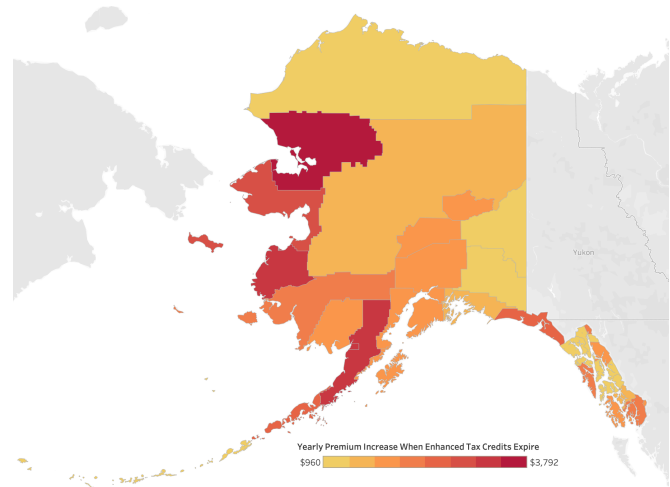 Yukon
Yearly Premium Increase When Enhanced Tax Credits Expire
$960 $3,792